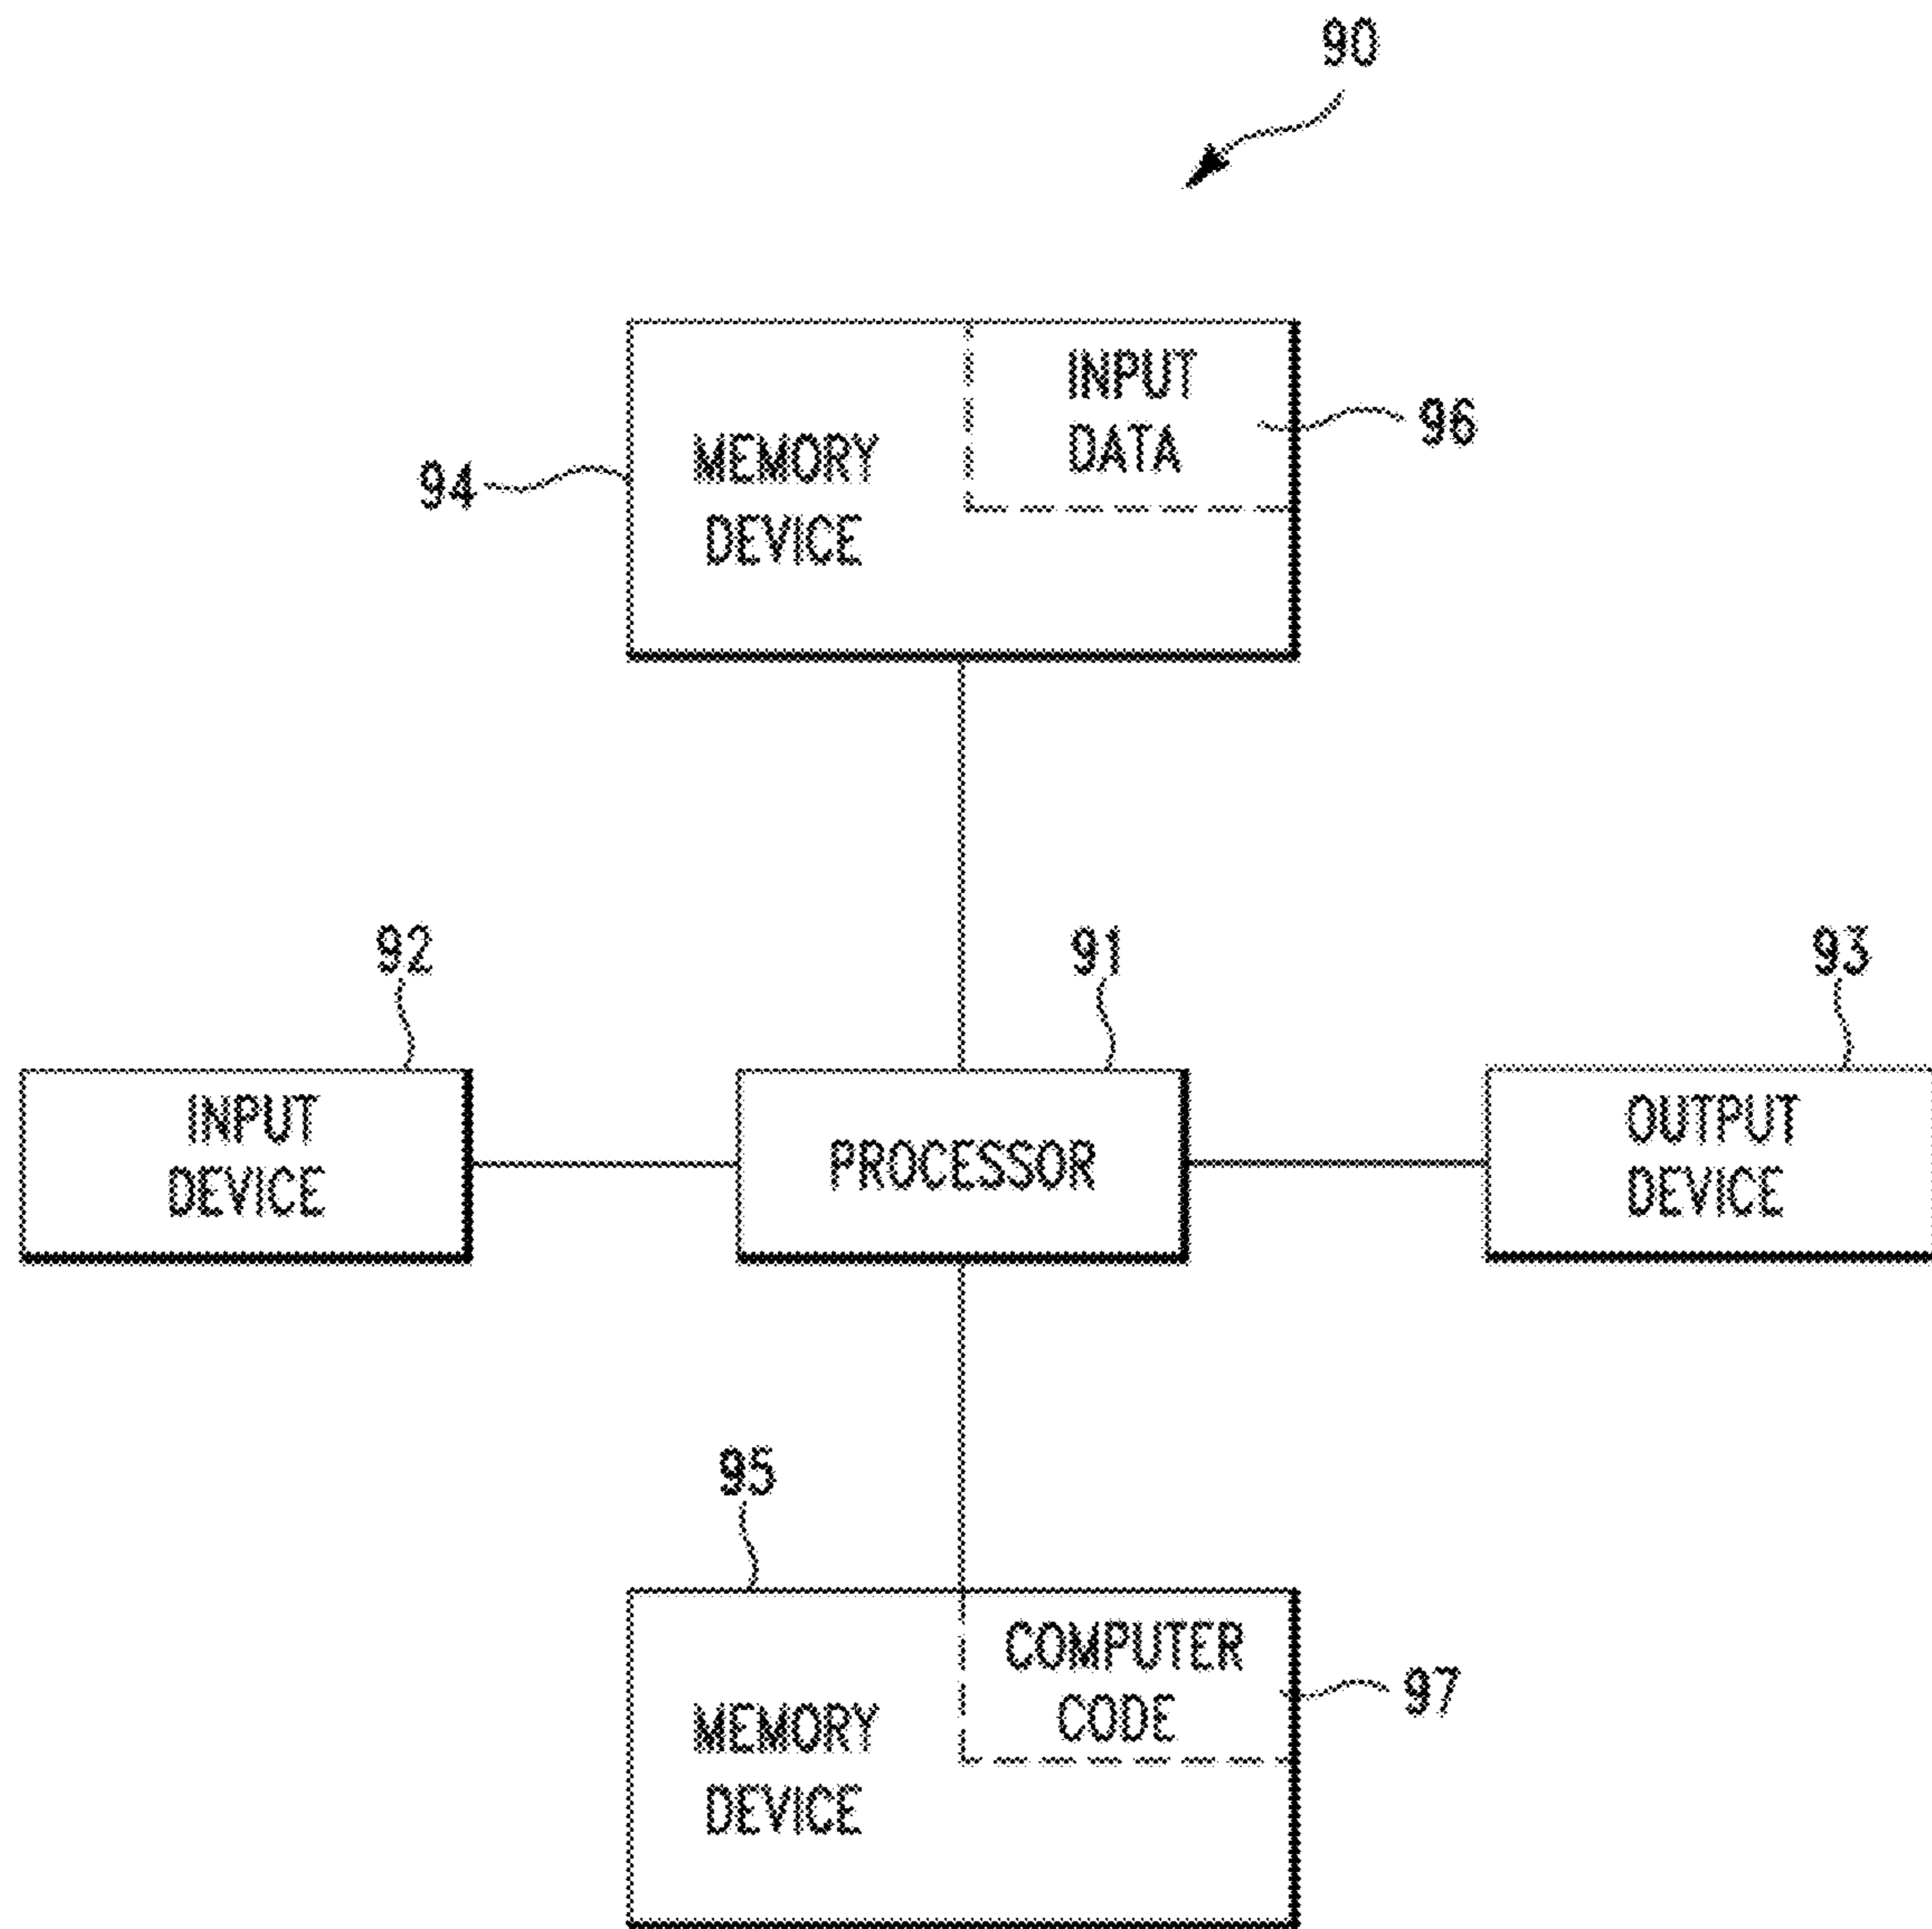 90
INPUT
DATA
96
MEMORY
DEVICE
94
92
91
93
INPUT
DEVICE
PROCESSOR
OUTPUT
DEVICE
95
COMPUTER
CODE
97
MEMORY
DEVICE